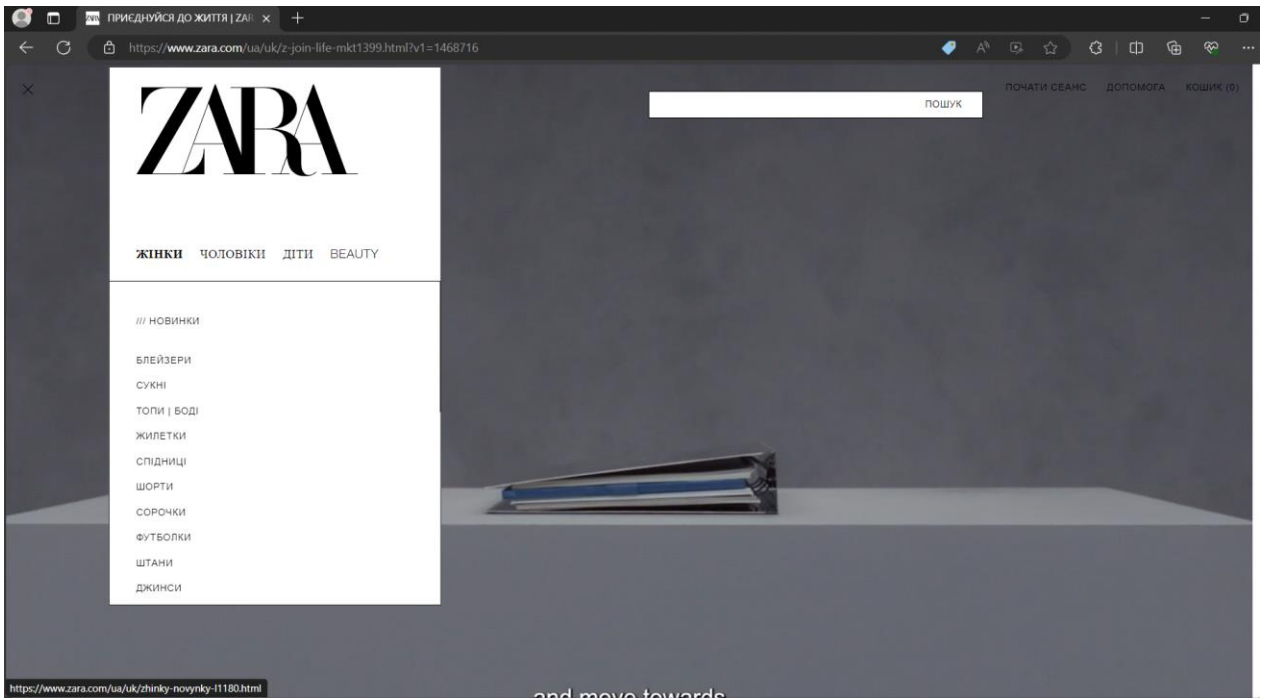 ПРИЄДНУЙСЯ ДО ЖИТТЯ | ZAR
https://www.zara.com/ua/uk/z-join-life-mkt1399.html?v1=1468716
ZARA
ПОШУК
ПОЧАТИ СЕАНС ДОПОМОГА КОШИК (0)
ЖІНКИ ЧОЛОВІКИ ДІТИ BEAUTY
/// НОВИНКИ
БЛЕЙЗЕРИ
СУКНІ
ТОПИ | БОДІ
ЖИЛЕТКИ
СПІДНИЦІ
ШОРТИ
СОРОЧКИ
ФУТБОЛКИ
ШТАНИ
ДЖИНСИ
https://www.zara.com/ua/uk/zhinky-novynky-l1180.html
and move towards